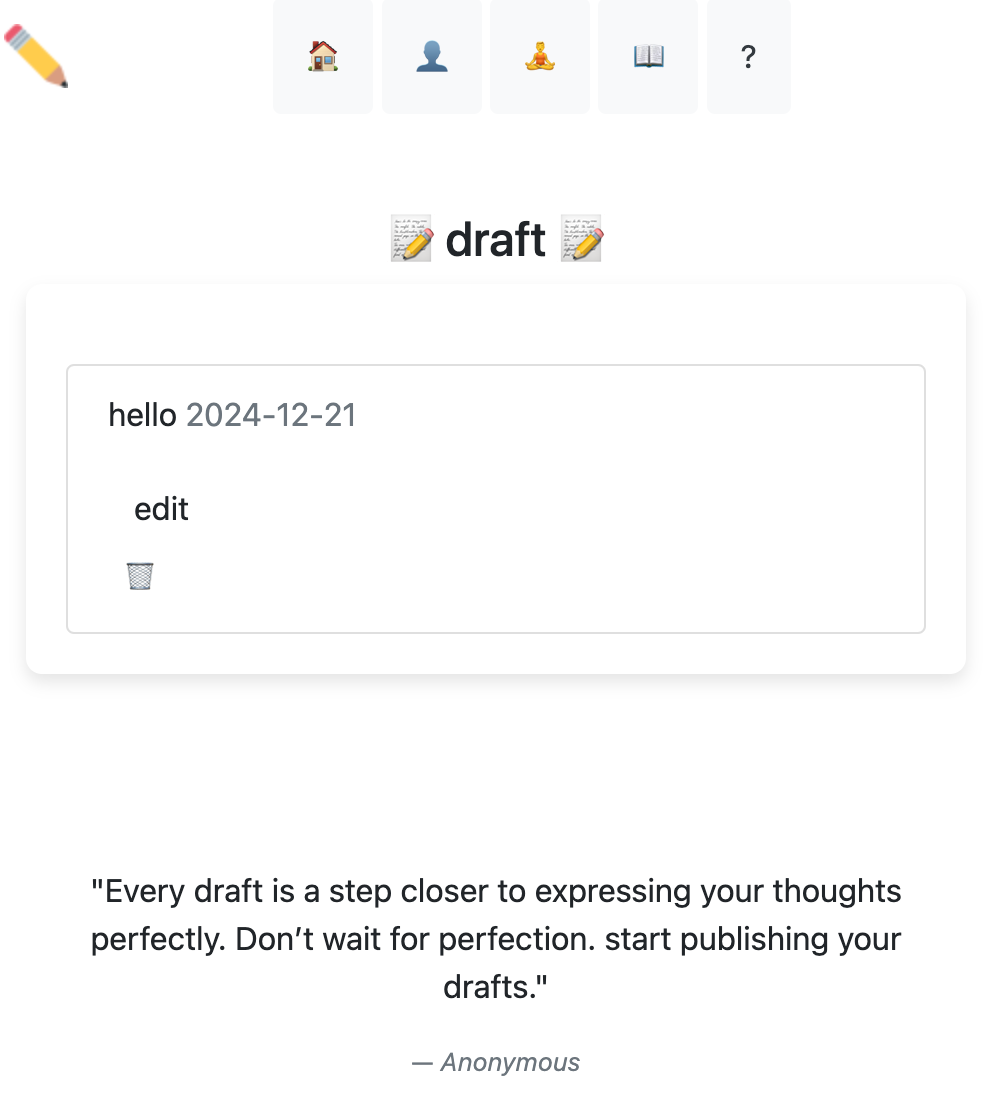 ?
draft
hello 2024-12-21
edit
"Every draft is a step closer to expressing your thoughts
perfectly. Don’t wait for perfection. start publishing your
drafts."
— Anonymous